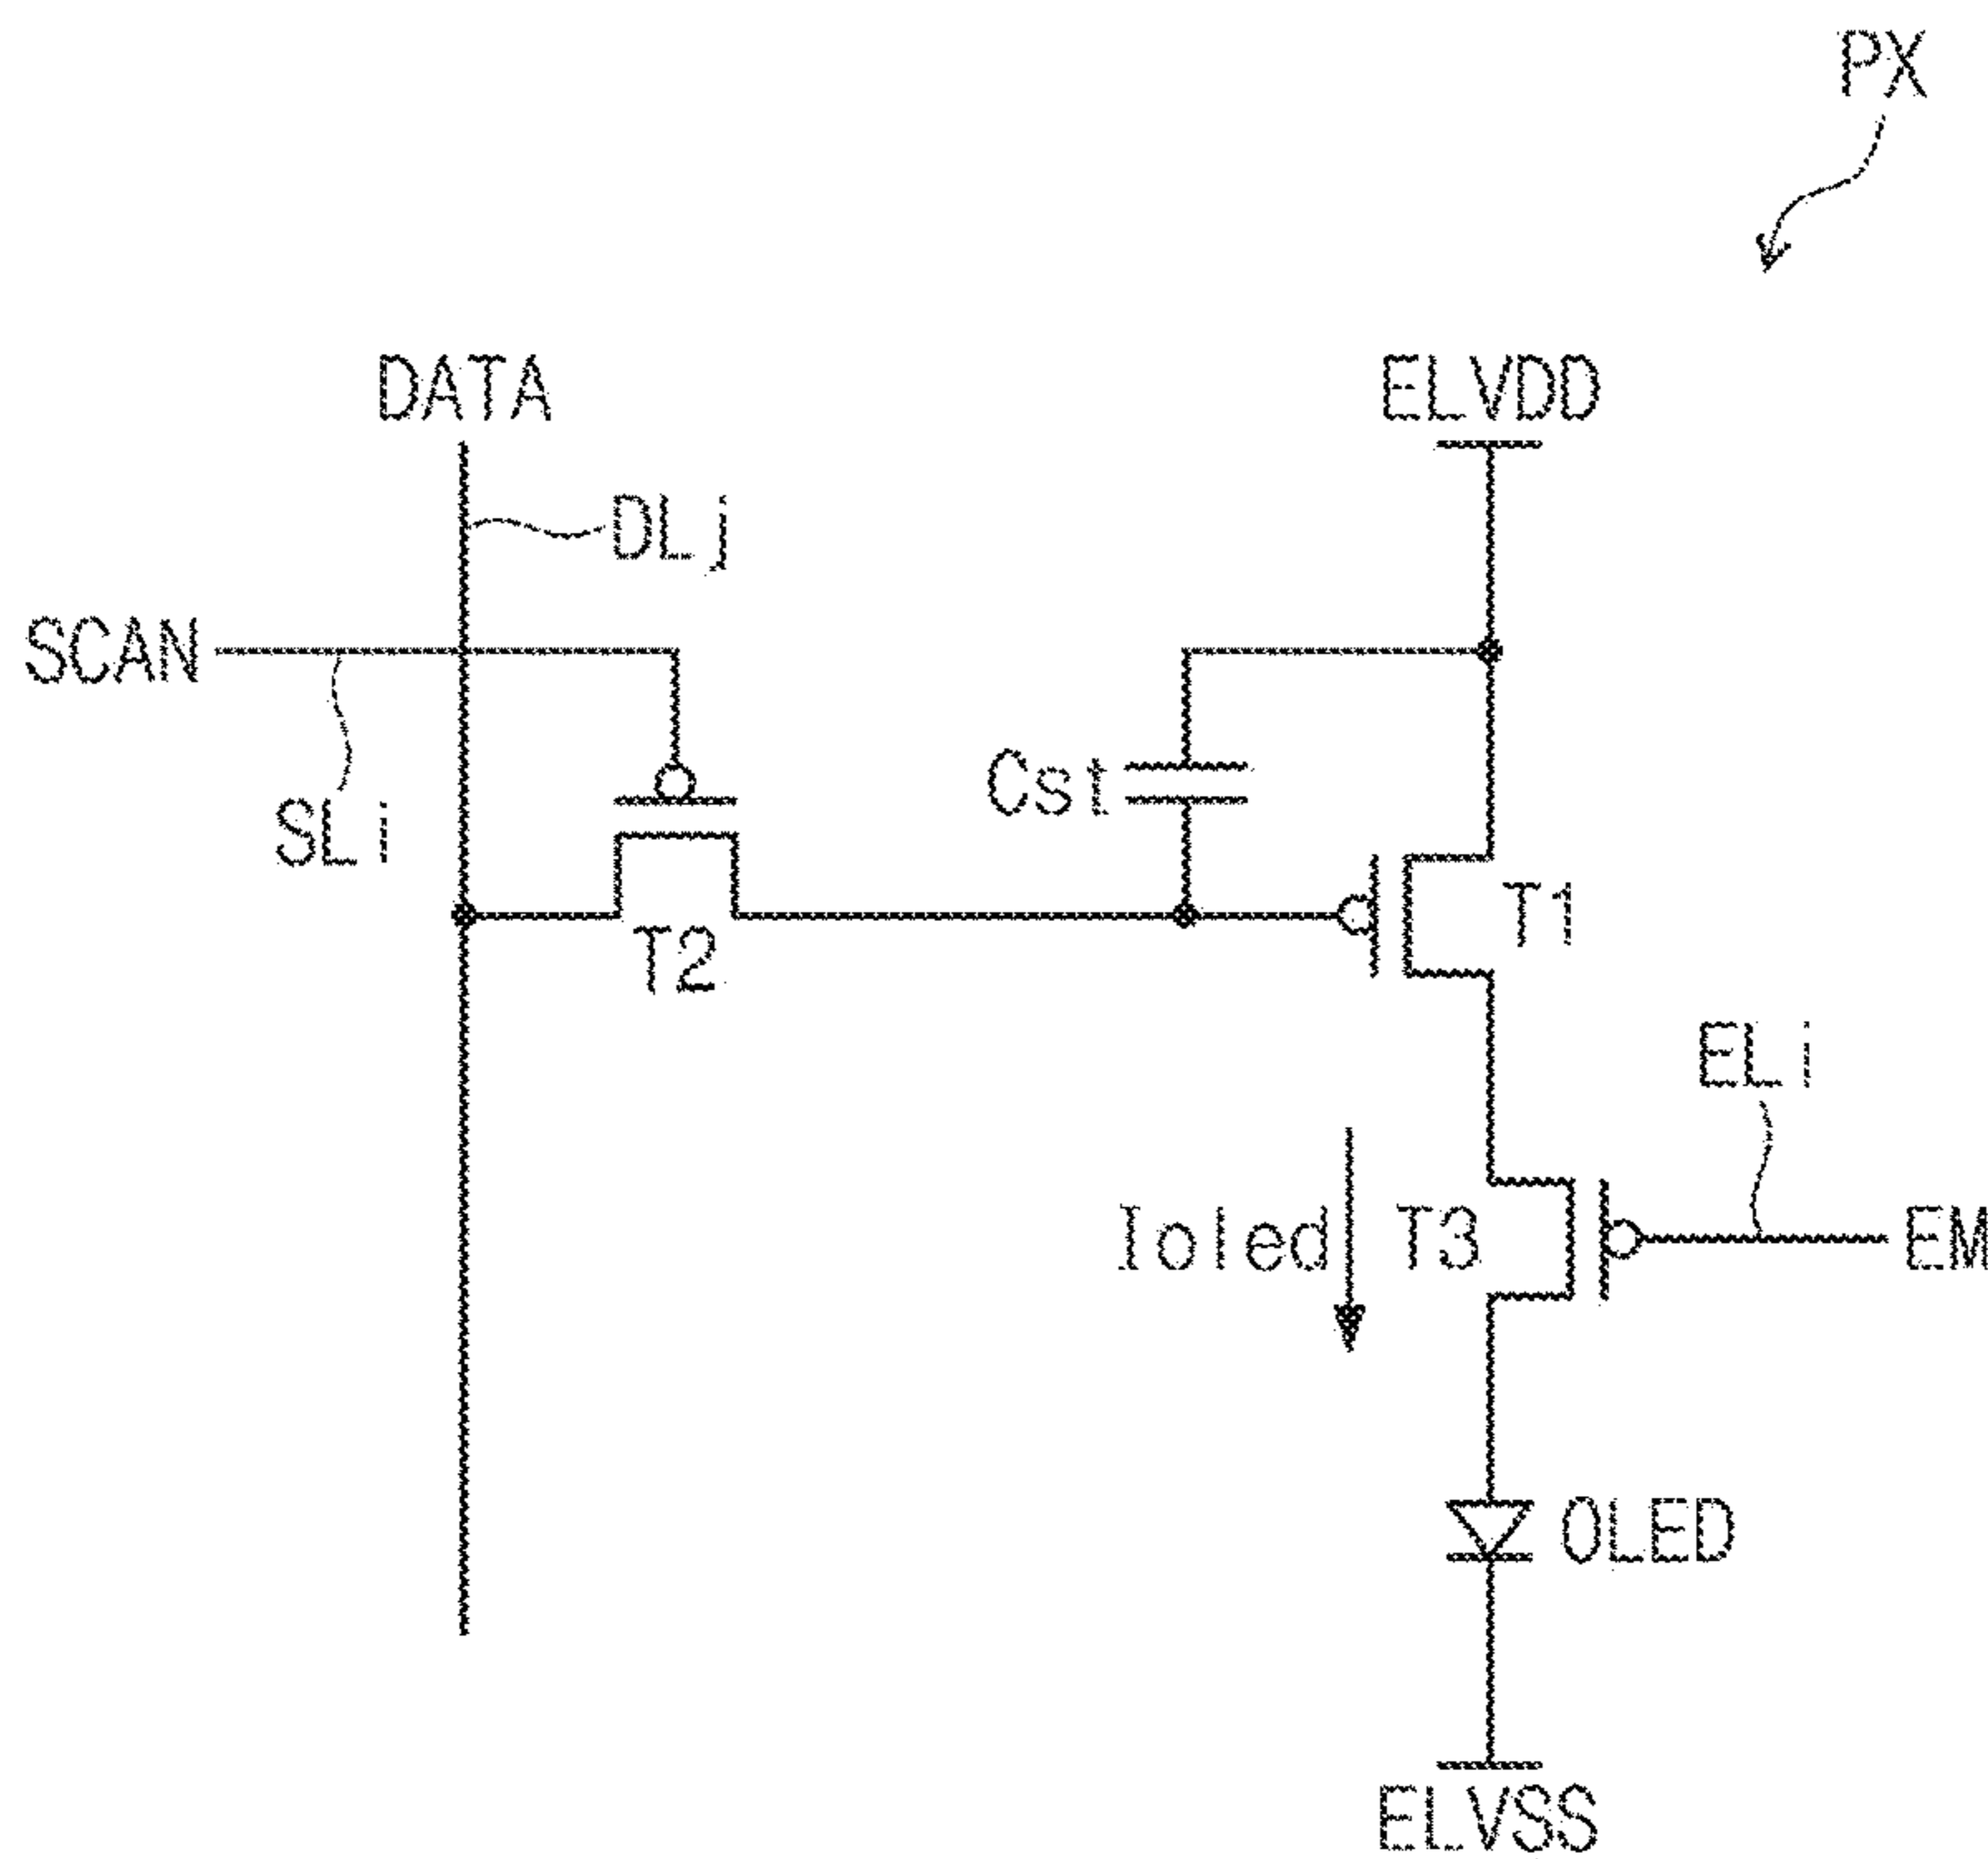 PX
DATA
ELVDD
DLj
SCAN
Cst
SLi
T1
T2
ELi
Ioled
T3
EM
OLED
ELVSS